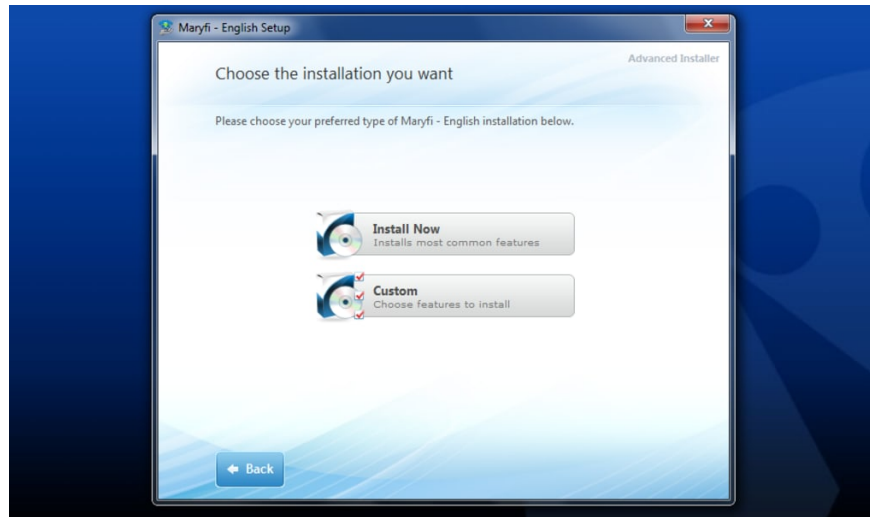 Maryfi - English Setup
Advanced Installer
Choose the installation you want
Please choose your preferred type of Maryfi - English installation below.
Install Now
Installs most common features
Custom
Choose features to install
Back